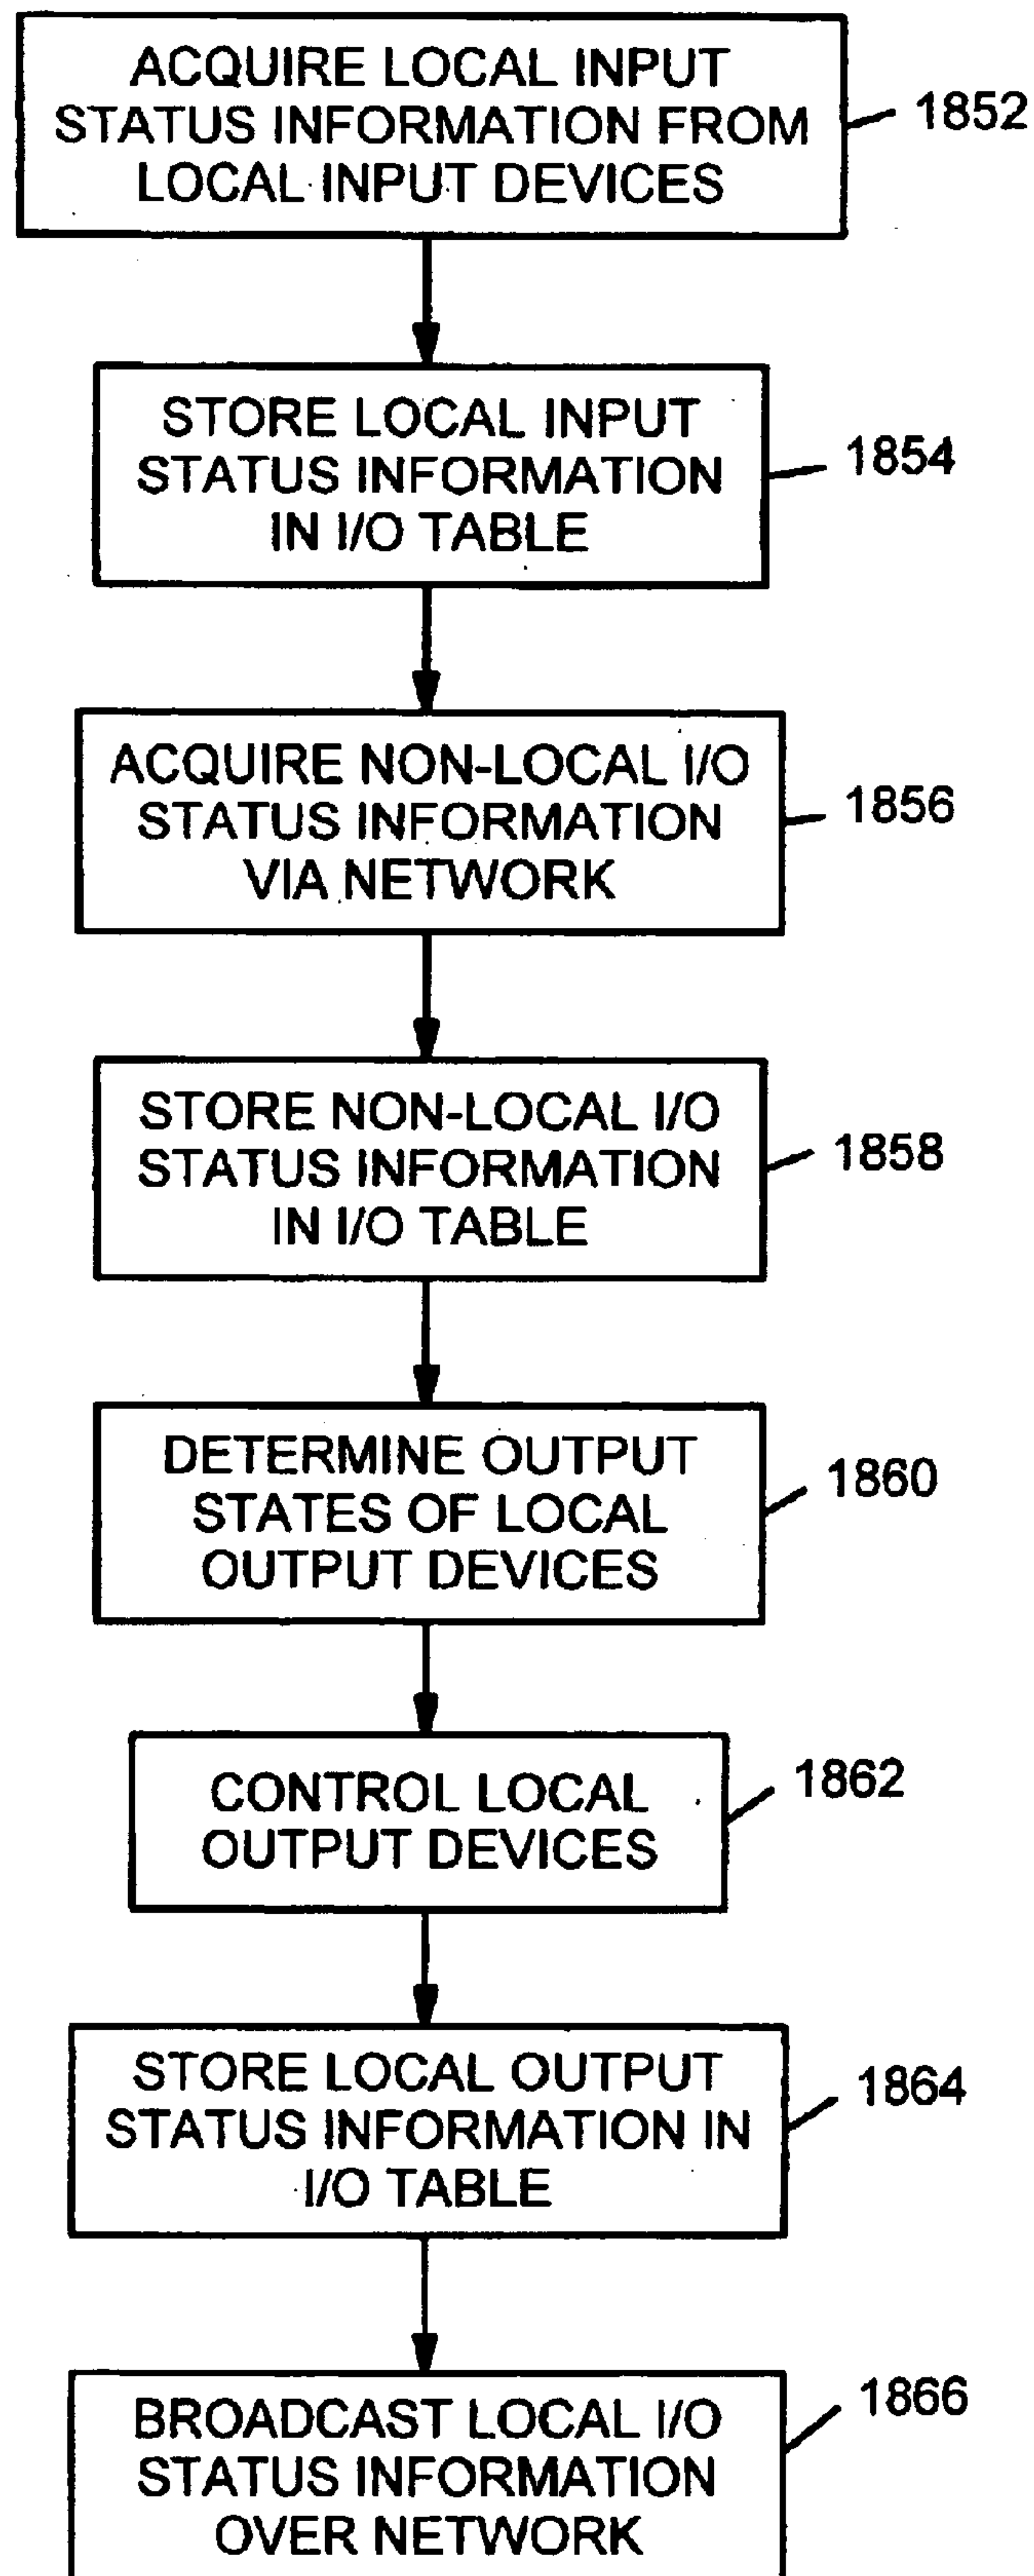 ACQUIRE LOCAL INPUT
STATUS INFORMATION FROM
LOCAL INPUT DEVICES
1852
STORE LOCAL INPUT
STATUS INFORMATION
IN I/O TABLE
1854
ACQUIRE NON-LOCAL I/O
STATUS INFORMATION
VIA NETWORK
1856
STORE NON-LOCAL I/O
STATUS INFORMATION
IN I/O TABLE
1858
DETERMINE OUTPUT
STATES OF LOCAL
OUTPUT DEVICES
1860
CONTROL LOCAL
OUTPUT DEVICES
1862
STORE LOCAL OUTPUT
STATUS INFORMATION IN
I/O TABLE
1864
BROADCAST LOCAL I/O
STATUS INFORMATION
OVER NETWORK
1866